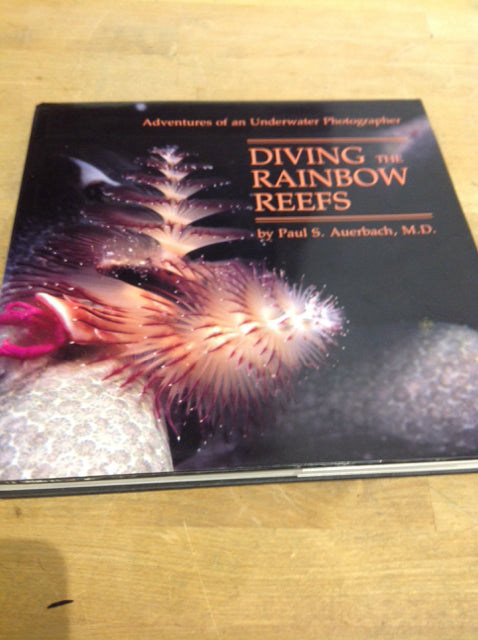 Adventures of an Underwater Photographer
DIVING THE
RAINBOW
REEFS
by Paul S. Auerbach, M.D.